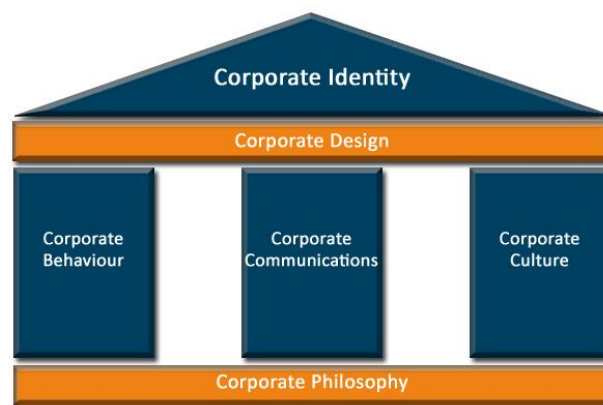 Corporate Identity
Corporate Design
Corporate
Behaviour
Corporate
Communications
Corporate
Culture
Corporate Philosophy